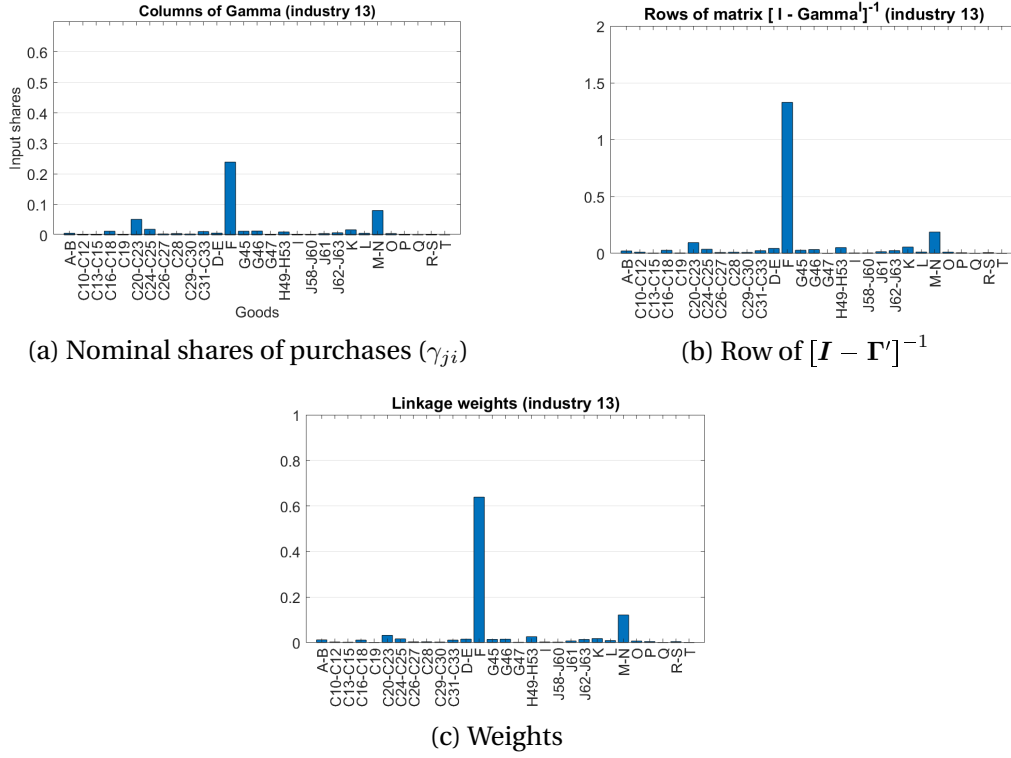 Columns of Gamma (industry 13)
Input shares
0.6
0.5
0.4
0.3
0.2
0.1
0
A-B
C10-C12
C13-C15
C16-C18
C19
C20-C23
C24-C25
C26-C27
C28
C29-C30
C31-C33
D-E
F
G45
G46
G47
H49-H53
I
J58-J60
J61
J62-J63
K
L
M-N
O
P
Q
R-S
T
Goods
(a) Nominal shares of purchases (γji)
Rows of matrix [ I - Gamma^I]^-1 (industry 13)
2
1.5
1
0.5
0
A-B
C10-C12
C13-C15
C16-C18
C19
C20-C23
C24-C25
C26-C27
C28
C29-C30
C31-C33
D-E
F
G45
G46
G47
H49-H53
I
J58-J60
J61
J62-J63
K
L
M-N
O
P
Q
R-S
T
(b) Row of [I − Γ′]^−1
Linkage weights (industry 13)
1
0.8
0.6
0.4
0.2
0
A-B
C10-C12
C13-C15
C16-C18
C19
C20-C23
C24-C25
C26-C27
C28
C29-C30
C31-C33
D-E
F
G45
G46
G47
H49-H53
I
J58-J60
J61
J62-J63
K
L
M-N
O
P
Q
R-S
T
(c) Weights